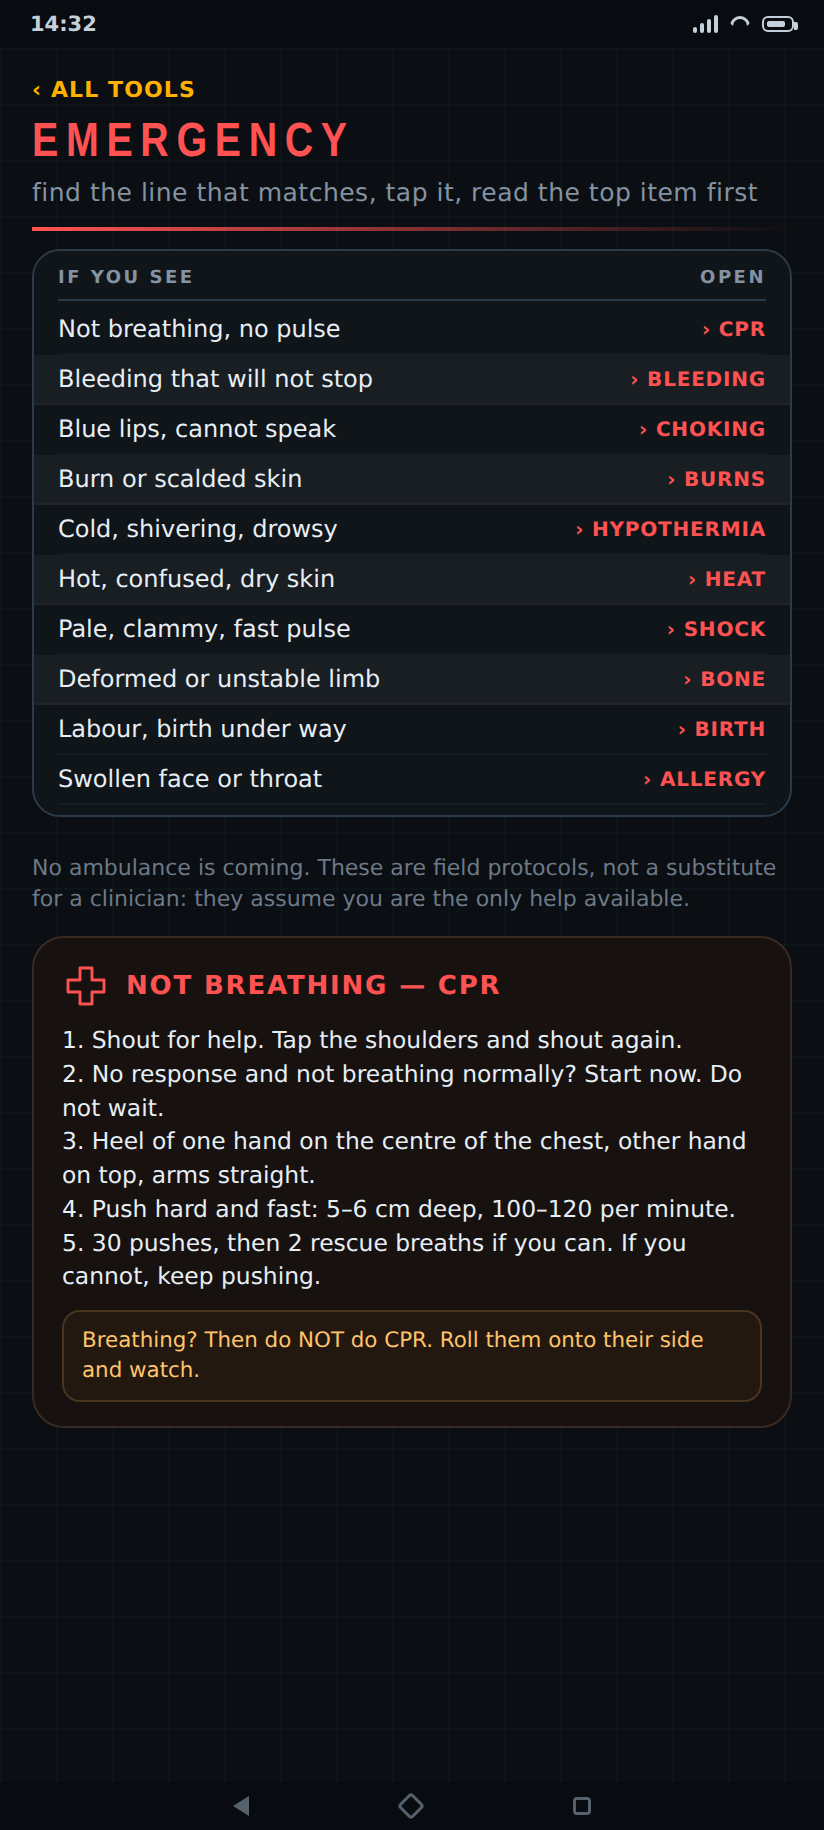 14:32
‹ ALL TOOLS
EMERGENCY
find the line that matches, tap it, read the top item first
IF YOU SEE OPEN
Not breathing, no pulse › CPR
Bleeding that will not stop › BLEEDING
Blue lips, cannot speak › CHOKING
Burn or scalded skin › BURNS
Cold, shivering, drowsy › HYPOTHERMIA
Hot, confused, dry skin › HEAT
Pale, clammy, fast pulse › SHOCK
Deformed or unstable limb › BONE
Labour, birth under way › BIRTH
Swollen face or throat › ALLERGY
No ambulance is coming. These are field protocols, not a substitute
for a clinician: they assume you are the only help available.
NOT BREATHING — CPR
1. Shout for help. Tap the shoulders and shout again.
2. No response and not breathing normally? Start now. Do
not wait.
3. Heel of one hand on the centre of the chest, other hand
on top, arms straight.
4. Push hard and fast: 5–6 cm deep, 100–120 per minute.
5. 30 pushes, then 2 rescue breaths if you can. If you
cannot, keep pushing.
Breathing? Then do NOT do CPR. Roll them onto their side
and watch.